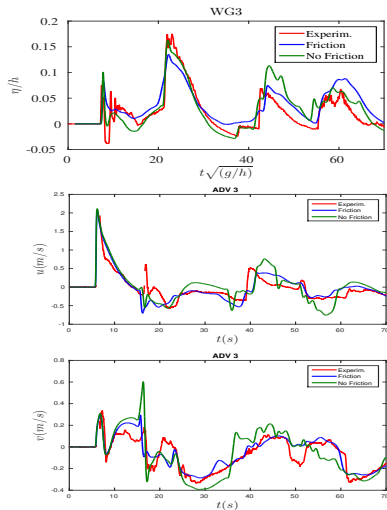 WG3
0.2
0.15
0.1
0.05
0
-0.05
η/h
Experim.
Friction
No Friction
0 20 40 60
t√(g/h)
ADV 3
2.5
2
1.5
1
0.5
0
-0.5
-1
u(m/s)
Experim.
Friction
No Friction
10 20 30 40 50 60 70
t(s)
ADV 3
0.8
0.6
0.4
0.2
0
-0.2
-0.4
v(m/s)
Experim.
Friction
No Friction
10 20 30 40 50 60 70
t(s)